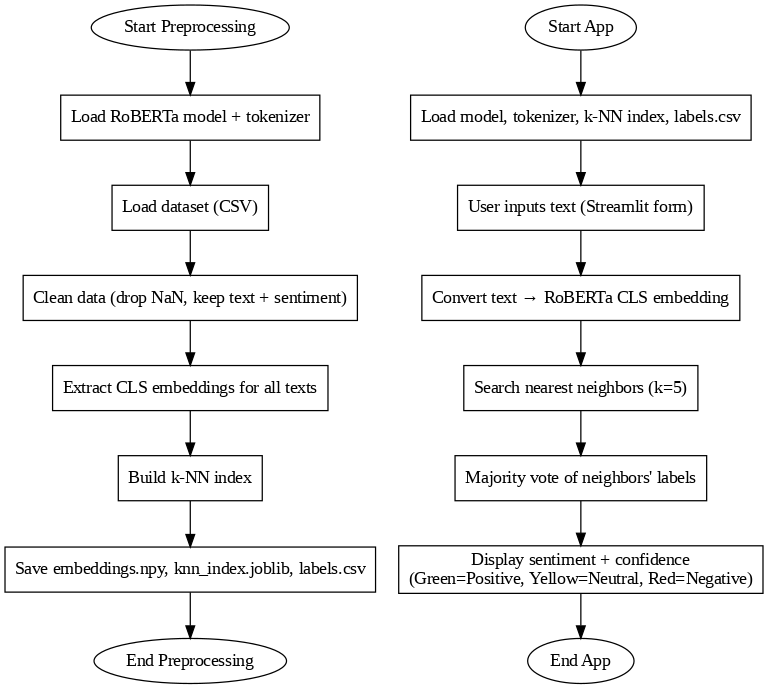 Start Preprocessing
Load RoBERTa model + tokenizer
Load dataset (CSV)
Clean data (drop NaN, keep text + sentiment)
Extract CLS embeddings for all texts
Build k-NN index
Save embeddings.npy, knn_index.joblib, labels.csv
End Preprocessing
Start App
Load model, tokenizer, k-NN index, labels.csv
User inputs text (Streamlit form)
Convert text → RoBERTa CLS embedding
Search nearest neighbors (k=5)
Majority vote of neighbors' labels
Display sentiment + confidence
(Green=Positive, Yellow=Neutral, Red=Negative)
End App